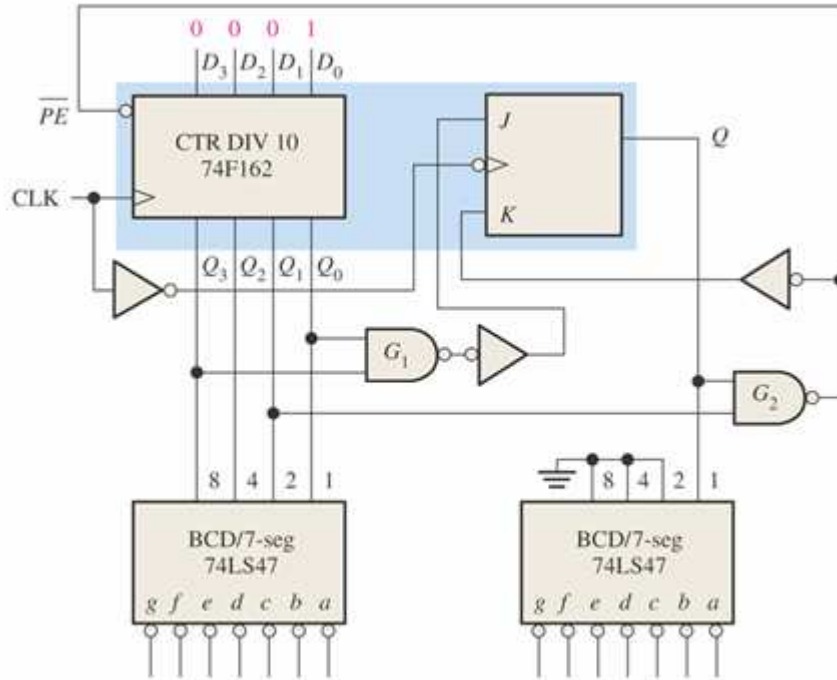 0 0 0 1
D3 D2 D1 D0
PE
CTR DIV 10
74F162
J
Q
CLK
K
Q3 Q2 Q1 Q0
G1
G2
8 4 2 1
8 4 2 1
BCD/7-seg
74LS47
g f e d c b a
BCD/7-seg
74LS47
g f e d c b a